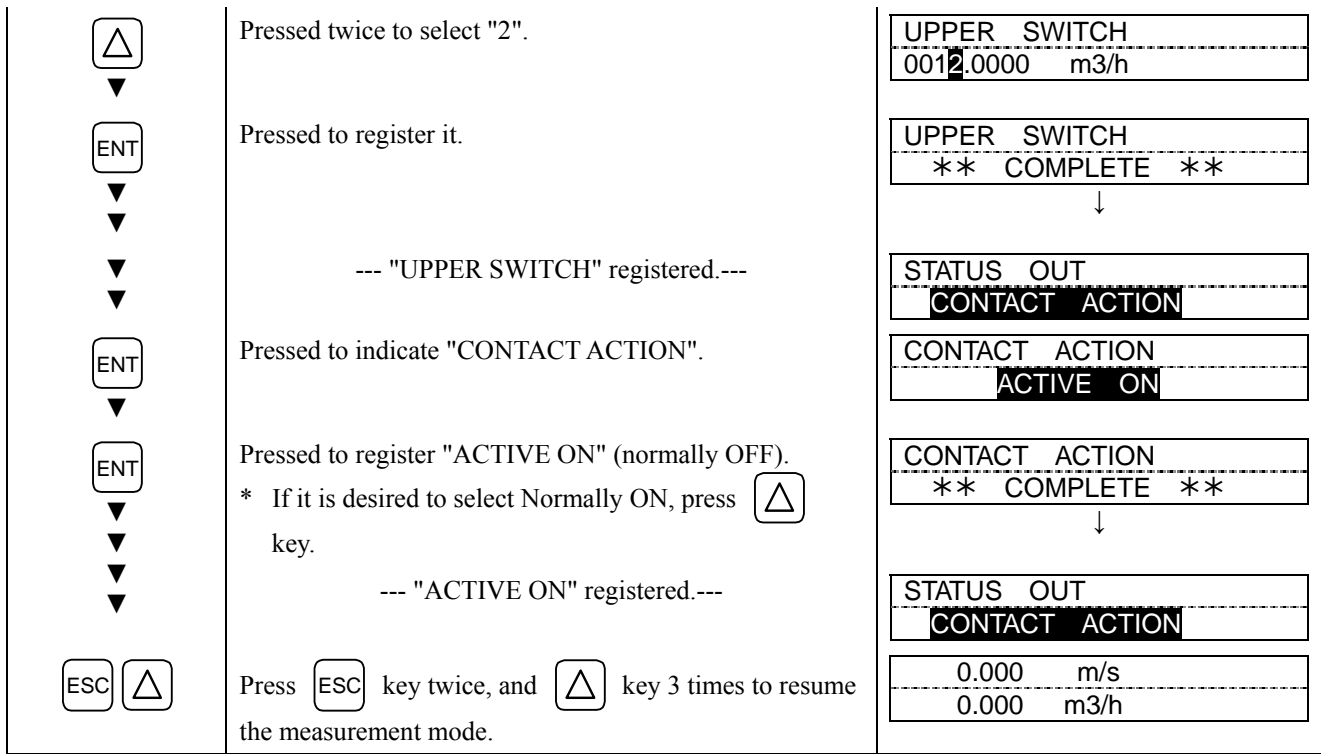 △
▼
Pressed twice to select "2".
UPPER SWITCH
0012.0000 m3/h
ENT
▼
▼
Pressed to register it.
UPPER SWITCH
** COMPLETE **
↓
▼
▼
--- "UPPER SWITCH" registered.---
STATUS OUT
CONTACT ACTION
ENT
▼
Pressed to indicate "CONTACT ACTION".
CONTACT ACTION
ACTIVE ON
ENT
▼
▼
▼
▼
Pressed to register "ACTIVE ON" (normally OFF).
* If it is desired to select Normally ON, press △
key.
--- "ACTIVE ON" registered.---
CONTACT ACTION
** COMPLETE **
↓
STATUS OUT
CONTACT ACTION
ESC △
Press ESC key twice, and △ key 3 times to resume
the measurement mode.
0.000 m/s
0.000 m3/h